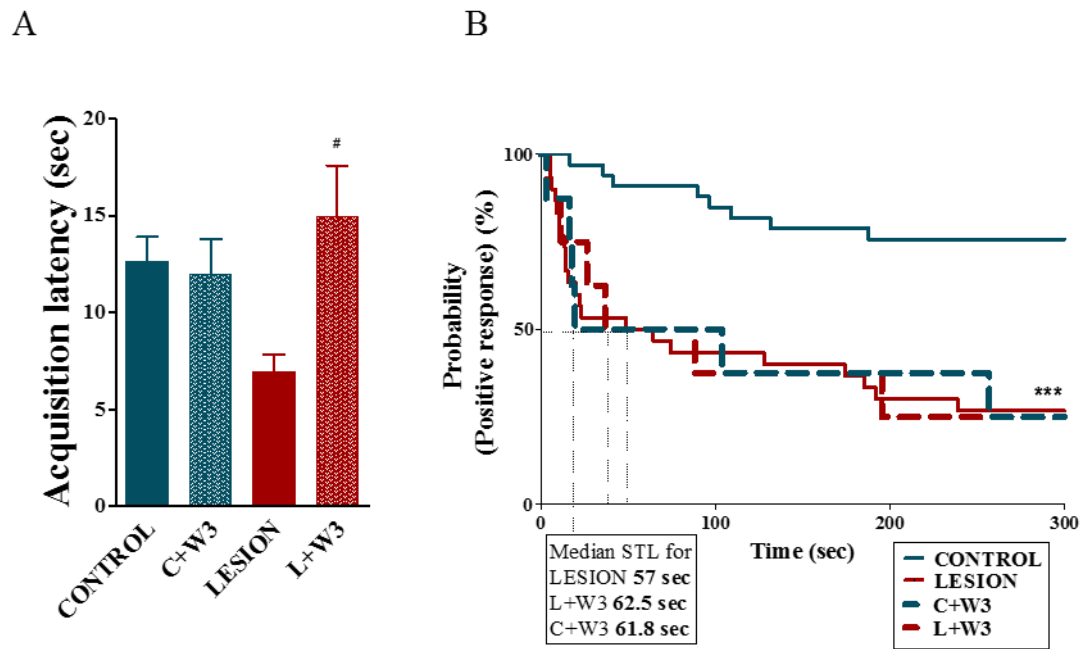 A
Acquisition latency (sec)
20
15
10
5
0
#
CONTROL
C+W3
LESION
L+W3
B
Probability
(Positive response) (%)
100
50
0
***
0
100
200
300
Time (sec)
Median STL for
LESION 57 sec
L+W3 62.5 sec
C+W3 61.8 sec
CONTROL
LESION
C+W3
L+W3